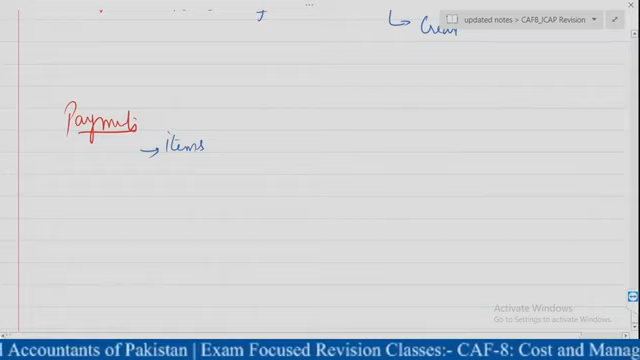 updated notes > CAF8_ICAP Revision
Payments
→ items
Activate Windows
Go to Settings to activate Windows.
Accountants of Pakistan | Exam Focused Revision Classes:- CAF-8: Cost and Manag